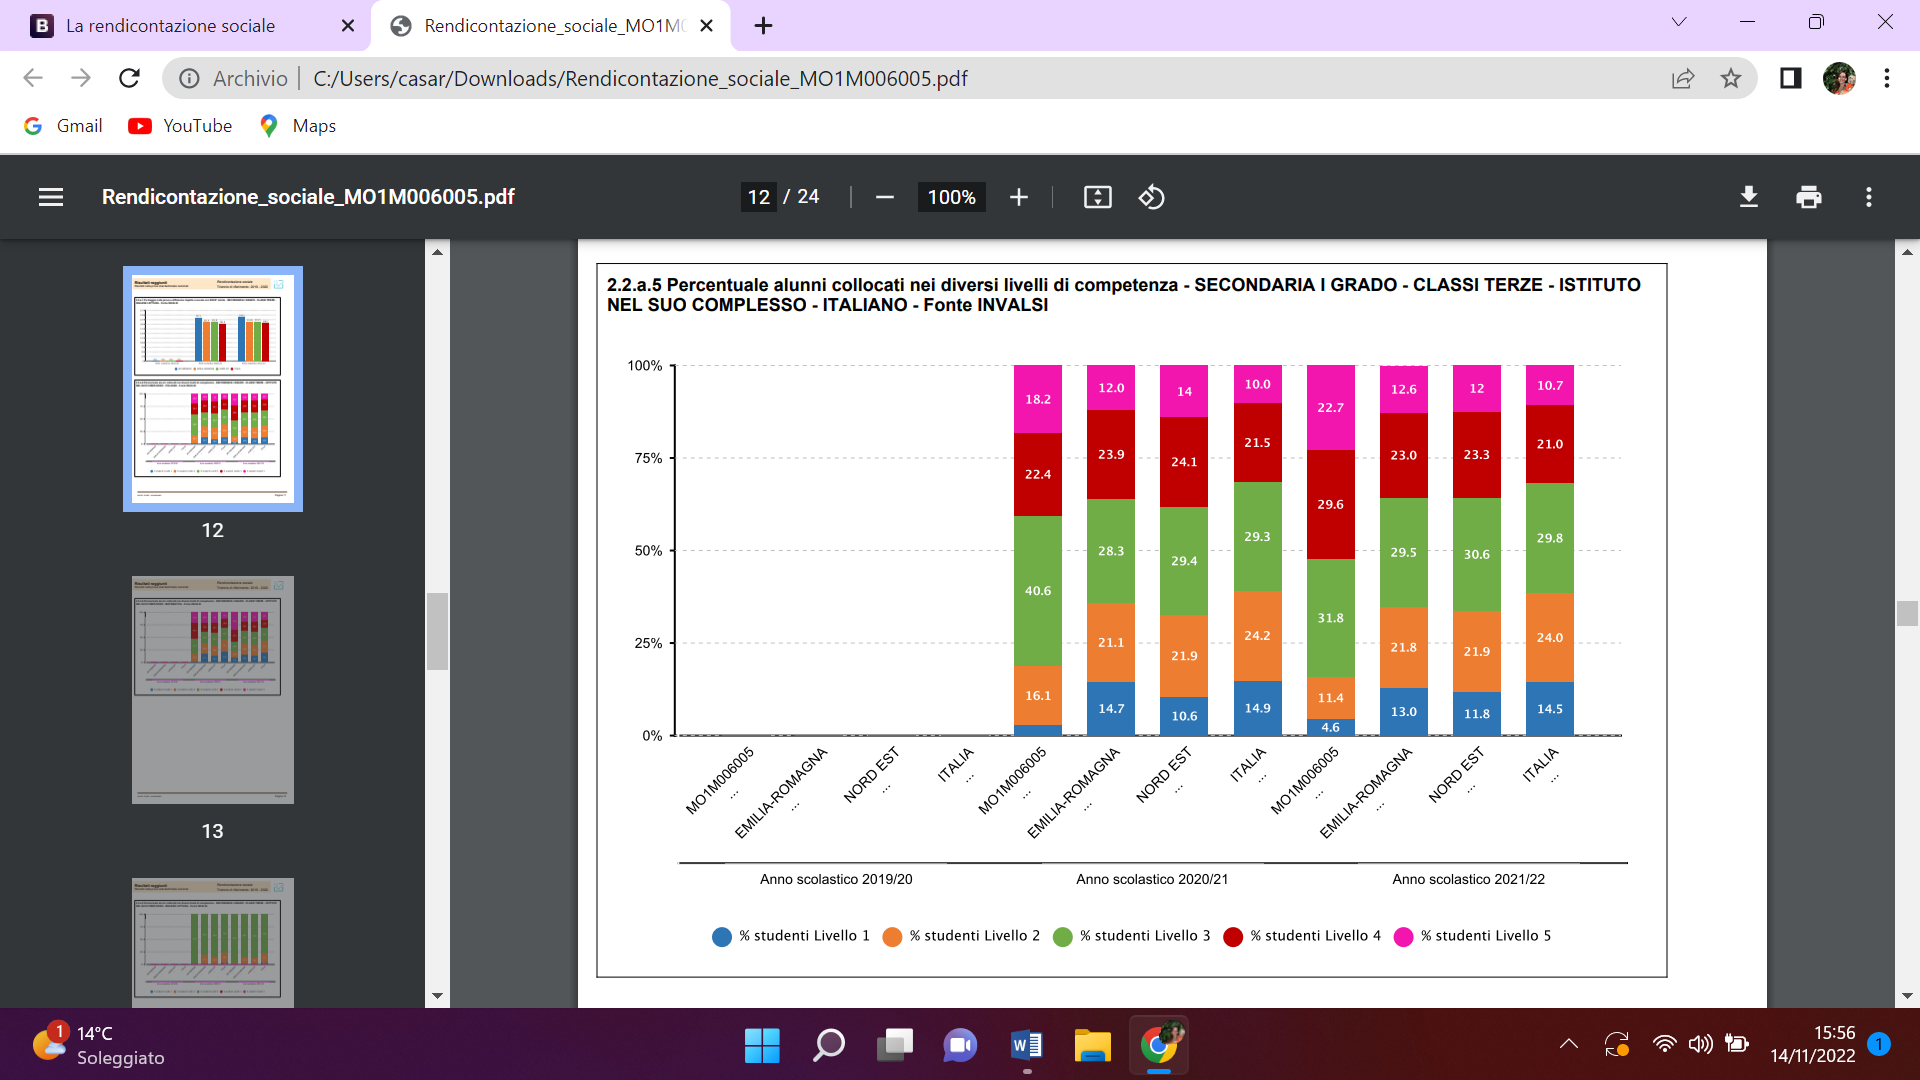 La rendicontazione sociale
Rendicontazione_sociale_MO1M0
Archivio
C:/Users/casar/Downloads/Rendicontazione_sociale_MO1M006005.pdf
Gmail
YouTube
Maps
Rendicontazione_sociale_MO1M006005.pdf
12 / 24
100%
12
13
2.2.a.5 Percentuale alunni collocati nei diversi livelli di competenza - SECONDARIA I GRADO - CLASSI TERZE - ISTITUTO
NEL SUO COMPLESSO - ITALIANO - Fonte INVALSI
100%
75%
50%
25%
0%
18.2
22.4
40.6
16.1
12.0
23.9
28.3
21.1
14.7
14
24.1
29.4
21.9
10.6
10.0
21.5
29.3
24.2
14.9
22.7
29.6
31.8
11.4
4.6
12.6
23.0
29.5
21.8
13.0
12
23.3
30.6
21.9
11.8
10.7
21.0
29.8
24.0
14.5
MO1M006005
...
EMILIA-ROMAGNA
...
NORD EST
...
ITALIA
...
MO1M006005
...
EMILIA-ROMAGNA
...
NORD EST
...
ITALIA
...
MO1M006005
...
EMILIA-ROMAGNA
...
NORD EST
...
ITALIA
...
Anno scolastico 2019/20
Anno scolastico 2020/21
Anno scolastico 2021/22
% studenti Livello 1
% studenti Livello 2
% studenti Livello 3
% studenti Livello 4
% studenti Livello 5
1
14°C
Soleggiato
15:56
14/11/2022
1